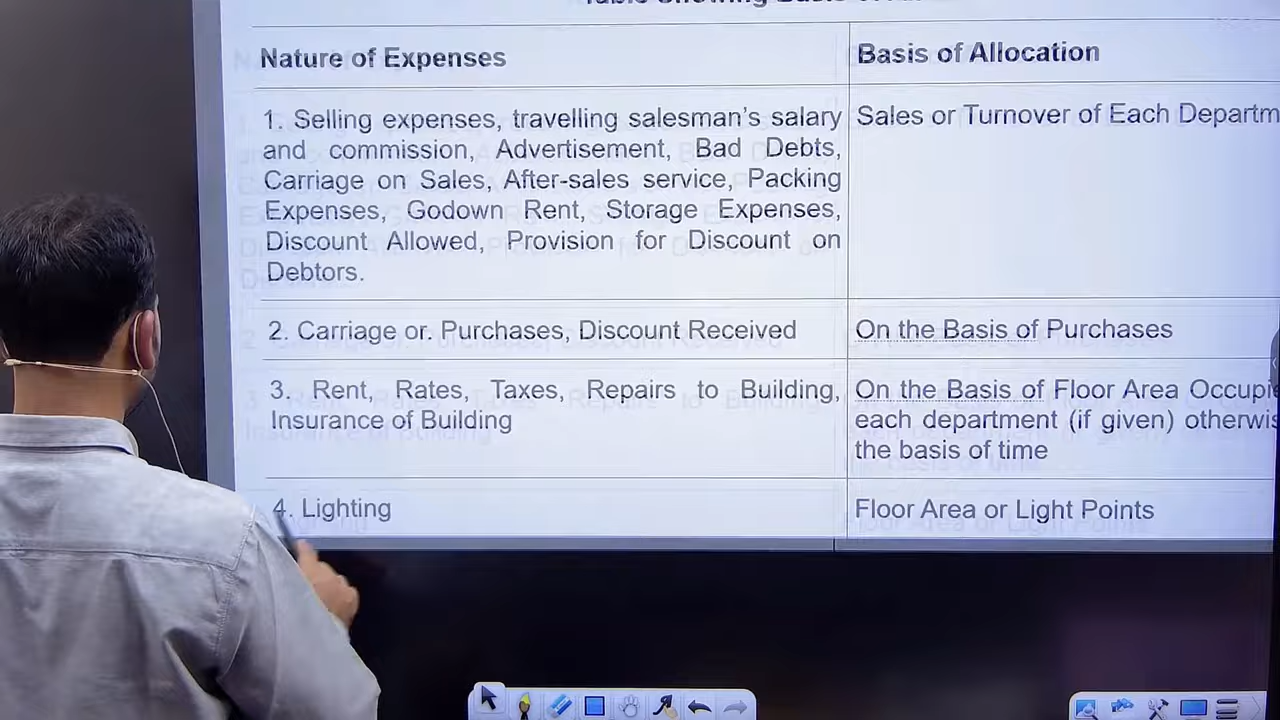 Nature of Expenses
Basis of Allocation
1. Selling expenses, travelling salesman's salary
and commission, Advertisement, Bad Debts,
Carriage on Sales, After-sales service, Packing
Expenses, Godown Rent, Storage Expenses,
Discount Allowed, Provision for Discount on
Debtors.
Sales or Turnover of Each Departm
2. Carriage or. Purchases, Discount Received
On the Basis of Purchases
3. Rent, Rates, Taxes, Repairs to Building,
Insurance of Building
On the Basis of Floor Area Occupi
each department (if given) otherwis
the basis of time
4. Lighting
Floor Area or Light Points